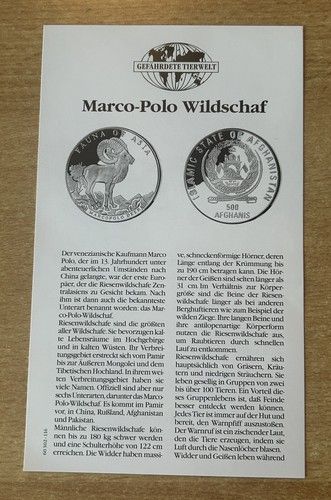 GEFÄHRDETE TIERWELT
Marco-Polo Wildschaf
FAUNA OF ASIA
MARCOPOLO SHEEP
ISLAMIC STATE OF AFGHANISTAN
500
AFGHANIS
Der venezianische Kaufmann Marco
Polo, der im 13. Jahrhundert unter
abenteuerlichen Umständen nach
China gelangte, war der erste Euro-
päer, der die Riesenwildschafe Zen-
tralasiens zu Gesicht bekam. Nach
ihm ist dann auch die bekannteste
Unterart benannt worden: das Mar-
co-Polo-Wildschaf.
Riesenwildschafe sind die größten
aller Wildschafe. Sie bevorzugen kal-
te Lebensräume im Hochgebirge
und in kalten Wüsten. Ihr Verbrei-
tungsgebiet erstreckt sich vom Pamir
bis zur Äußeren Mongolei und dem
Tibetischen Hochland. In ihrem wei-
ten Verbreitungsgebiet haben sie
viele Namen. Offiziell sind aber nur
sechs Unterarten, darunter das Marco-
Polo-Wildschaf. Es kommt im Pamir
vor, in China, Rußland, Afghanistan
und Pakistan.
Männliche Riesenwildschafe kön-
nen bis zu 180 kg schwer werden
und eine Schulterhöhe von 122 cm
erreichen. Die Widder haben massi-
ve, schneckenförmige Hörner, deren
Länge entlang der Krümmung bis
zu 190 cm betragen kann. Die Hör-
ner der Geißen sind selten länger als
31 cm. Im Verhältnis zur Körper-
größe sind die Beine der Riesen-
wildschafe länger als bei anderen
Berghuftieren wie zum Beispiel der
wilden Ziege. Ihre langen Beine und
ihre antilopenartige Körperform
nutzen die Riesenwildschafe aus,
um Raubtieren durch schnellen
Lauf zu entkommen.
Riesenwildschafe ernähren sich
hauptsächlich von Gräsern, Kräu-
tern und niedrigen Sträuchern. Sie
leben gesellig in Gruppen von zwei
bis über 100 Tieren. Ein Vorteil die-
ses Gruppenlebens ist, daß Feinde
besser entdeckt werden können.
Jedes Tier ist immer auf der Hut und
bereit, den Warnpfiff auszustoßen.
Der Warnruf ist ein zischender Laut,
den die Tiere erzeugen, indem sie
Luft durch die Nasenlöcher blasen.
Widder und Geißen leben während